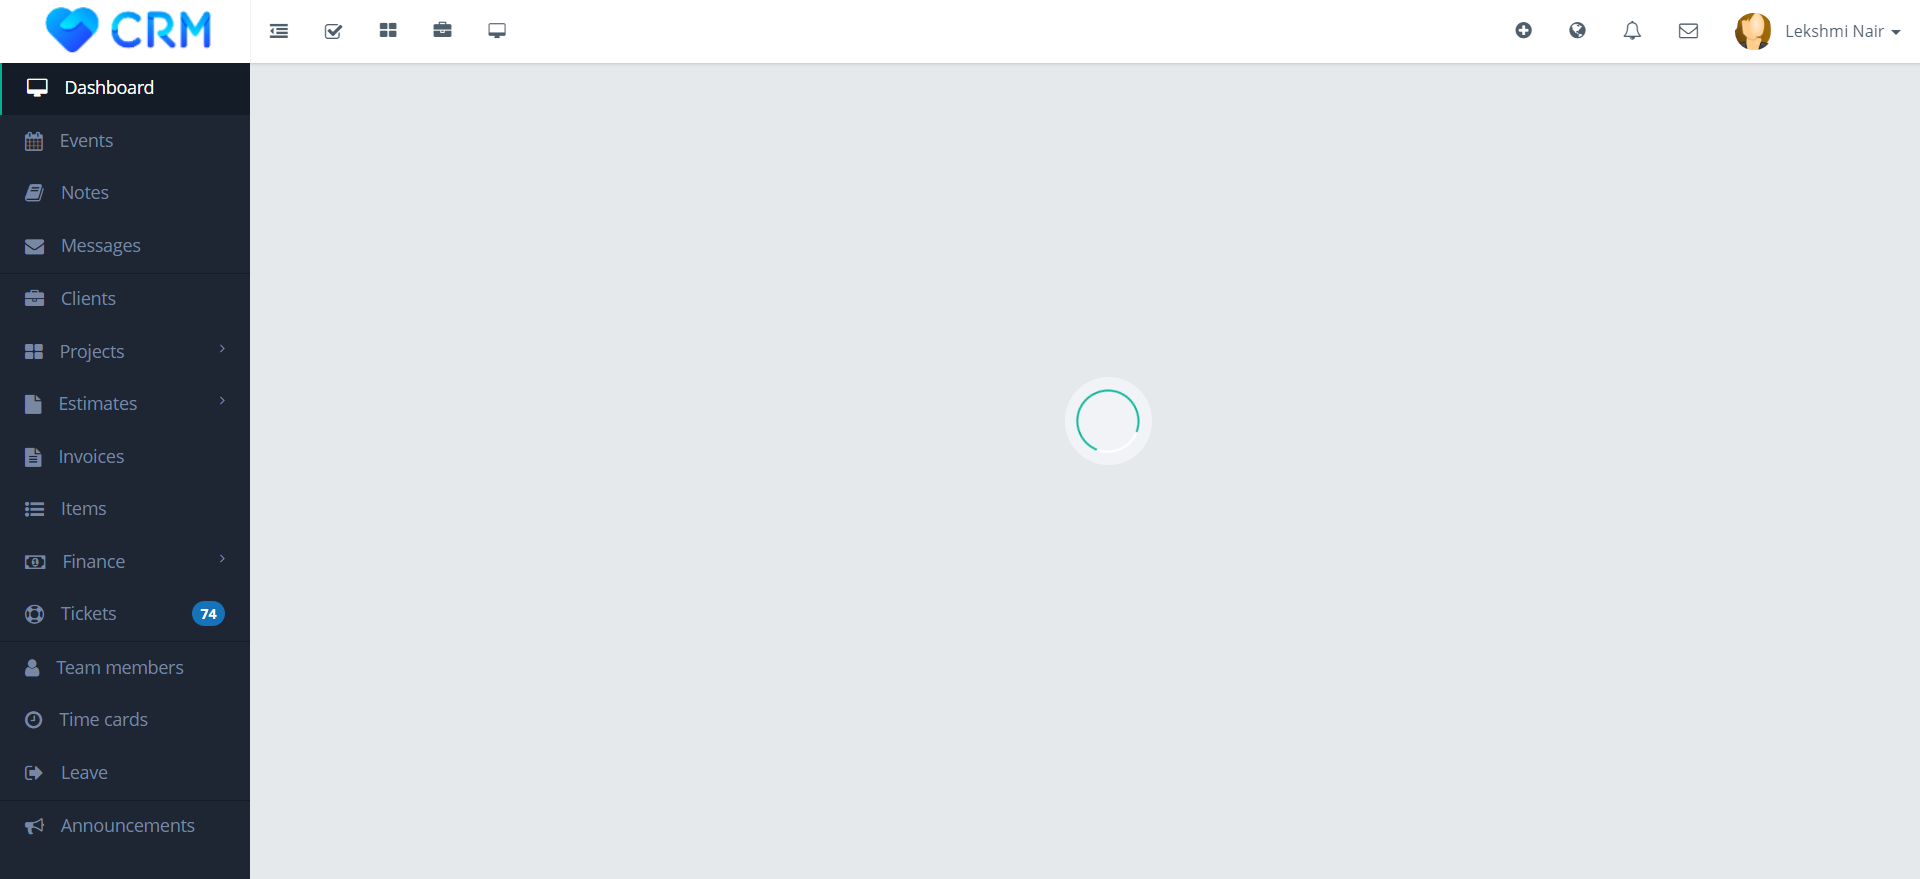 CRM
Lekshmi Nair
Dashboard
Events
Notes
Messages
Clients
Projects
Estimates
Invoices
Items
Finance
Tickets 74
Team members
Time cards
Leave
Announcements